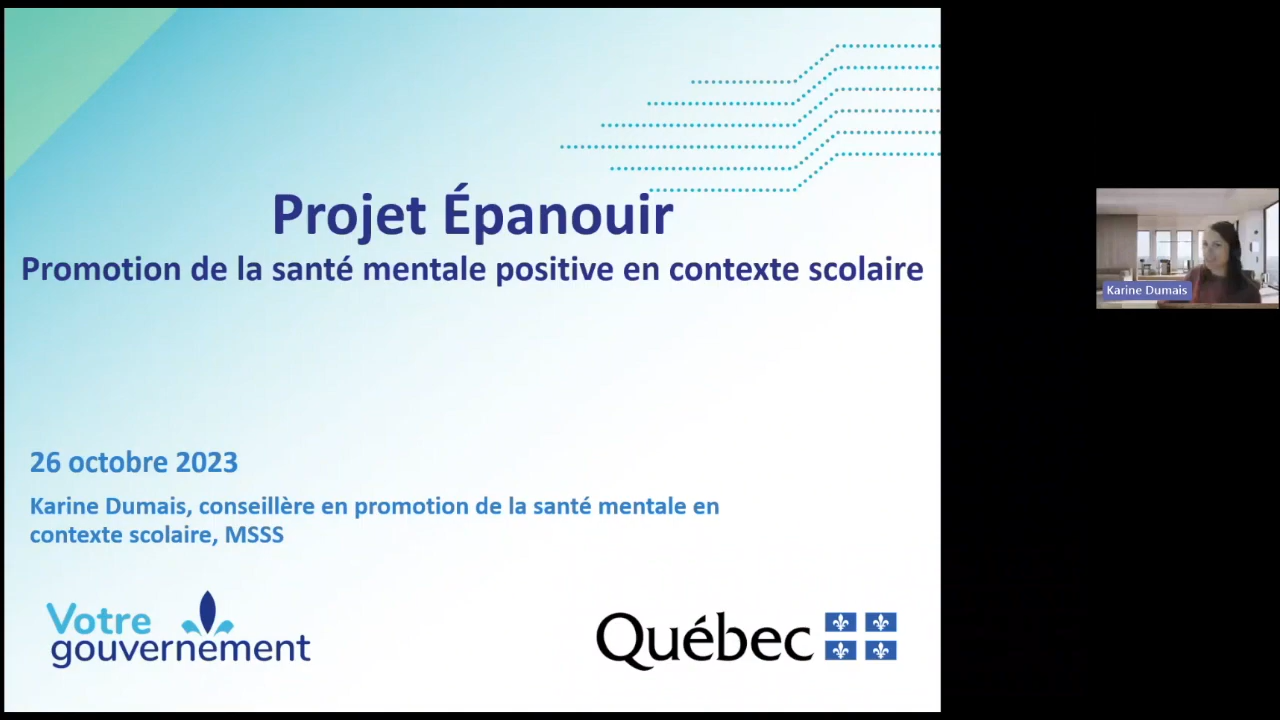 Projet Épanouir
Promotion de la santé mentale positive en contexte scolaire
26 octobre 2023
Karine Dumais, conseillère en promotion de la santé mentale en
contexte scolaire, MSSS
Votre
gouvernement
Québec
Karine Dumais